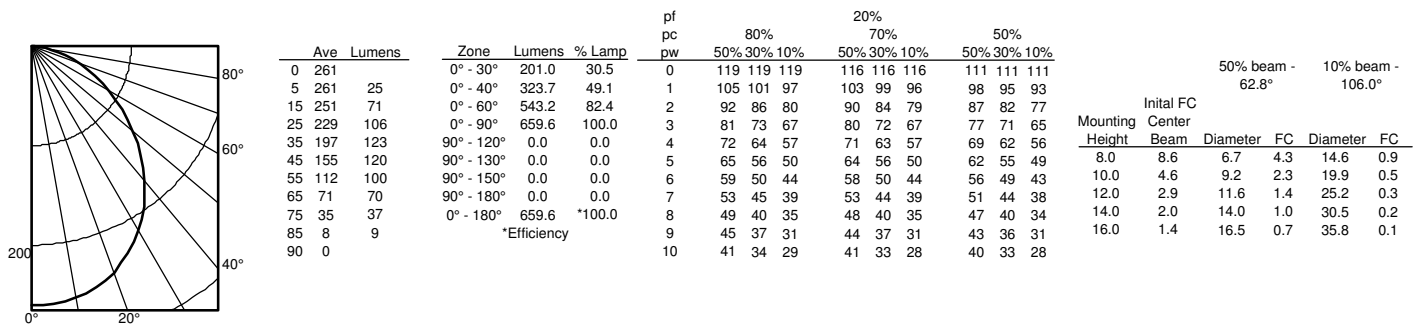 80°
60°
40°
200
0° 20°
Ave Lumens
0 261
5 261 25
15 251 71
25 229 106
35 197 123
45 155 120
55 112 100
65 71 70
75 35 37
85 8 9
90 0
Zone Lumens % Lamp
0° - 30° 201.0 30.5
0° - 40° 323.7 49.1
0° - 60° 543.2 82.4
0° - 90° 659.6 100.0
90° - 120° 0.0 0.0
90° - 130° 0.0 0.0
90° - 150° 0.0 0.0
90° - 180° 0.0 0.0
0° - 180° 659.6 *100.0
*Efficiency
pf 20%
pc 80% 70% 50%
pw 50% 30% 10% 50% 30% 10% 50% 30% 10%
0 119 119 119 116 116 116 111 111 111
1 105 101 97 103 99 96 98 95 93
2 92 86 80 90 84 79 87 82 77
3 81 73 67 80 72 67 77 71 65
4 72 64 57 71 63 57 69 62 56
5 65 56 50 64 56 50 62 55 49
6 59 50 44 58 50 44 56 49 43
7 53 45 39 53 44 39 51 44 38
8 49 40 35 48 40 35 47 40 34
9 45 37 31 44 37 31 43 36 31
10 41 34 29 41 33 28 40 33 28
50% beam - 10% beam -
62.8° 106.0°
Inital FC
Mounting Center
Height Beam Diameter FC Diameter FC
8.0 8.6 6.7 4.3 14.6 0.9
10.0 4.6 9.2 2.3 19.9 0.5
12.0 2.9 11.6 1.4 25.2 0.3
14.0 2.0 14.0 1.0 30.5 0.2
16.0 1.4 16.5 0.7 35.8 0.1